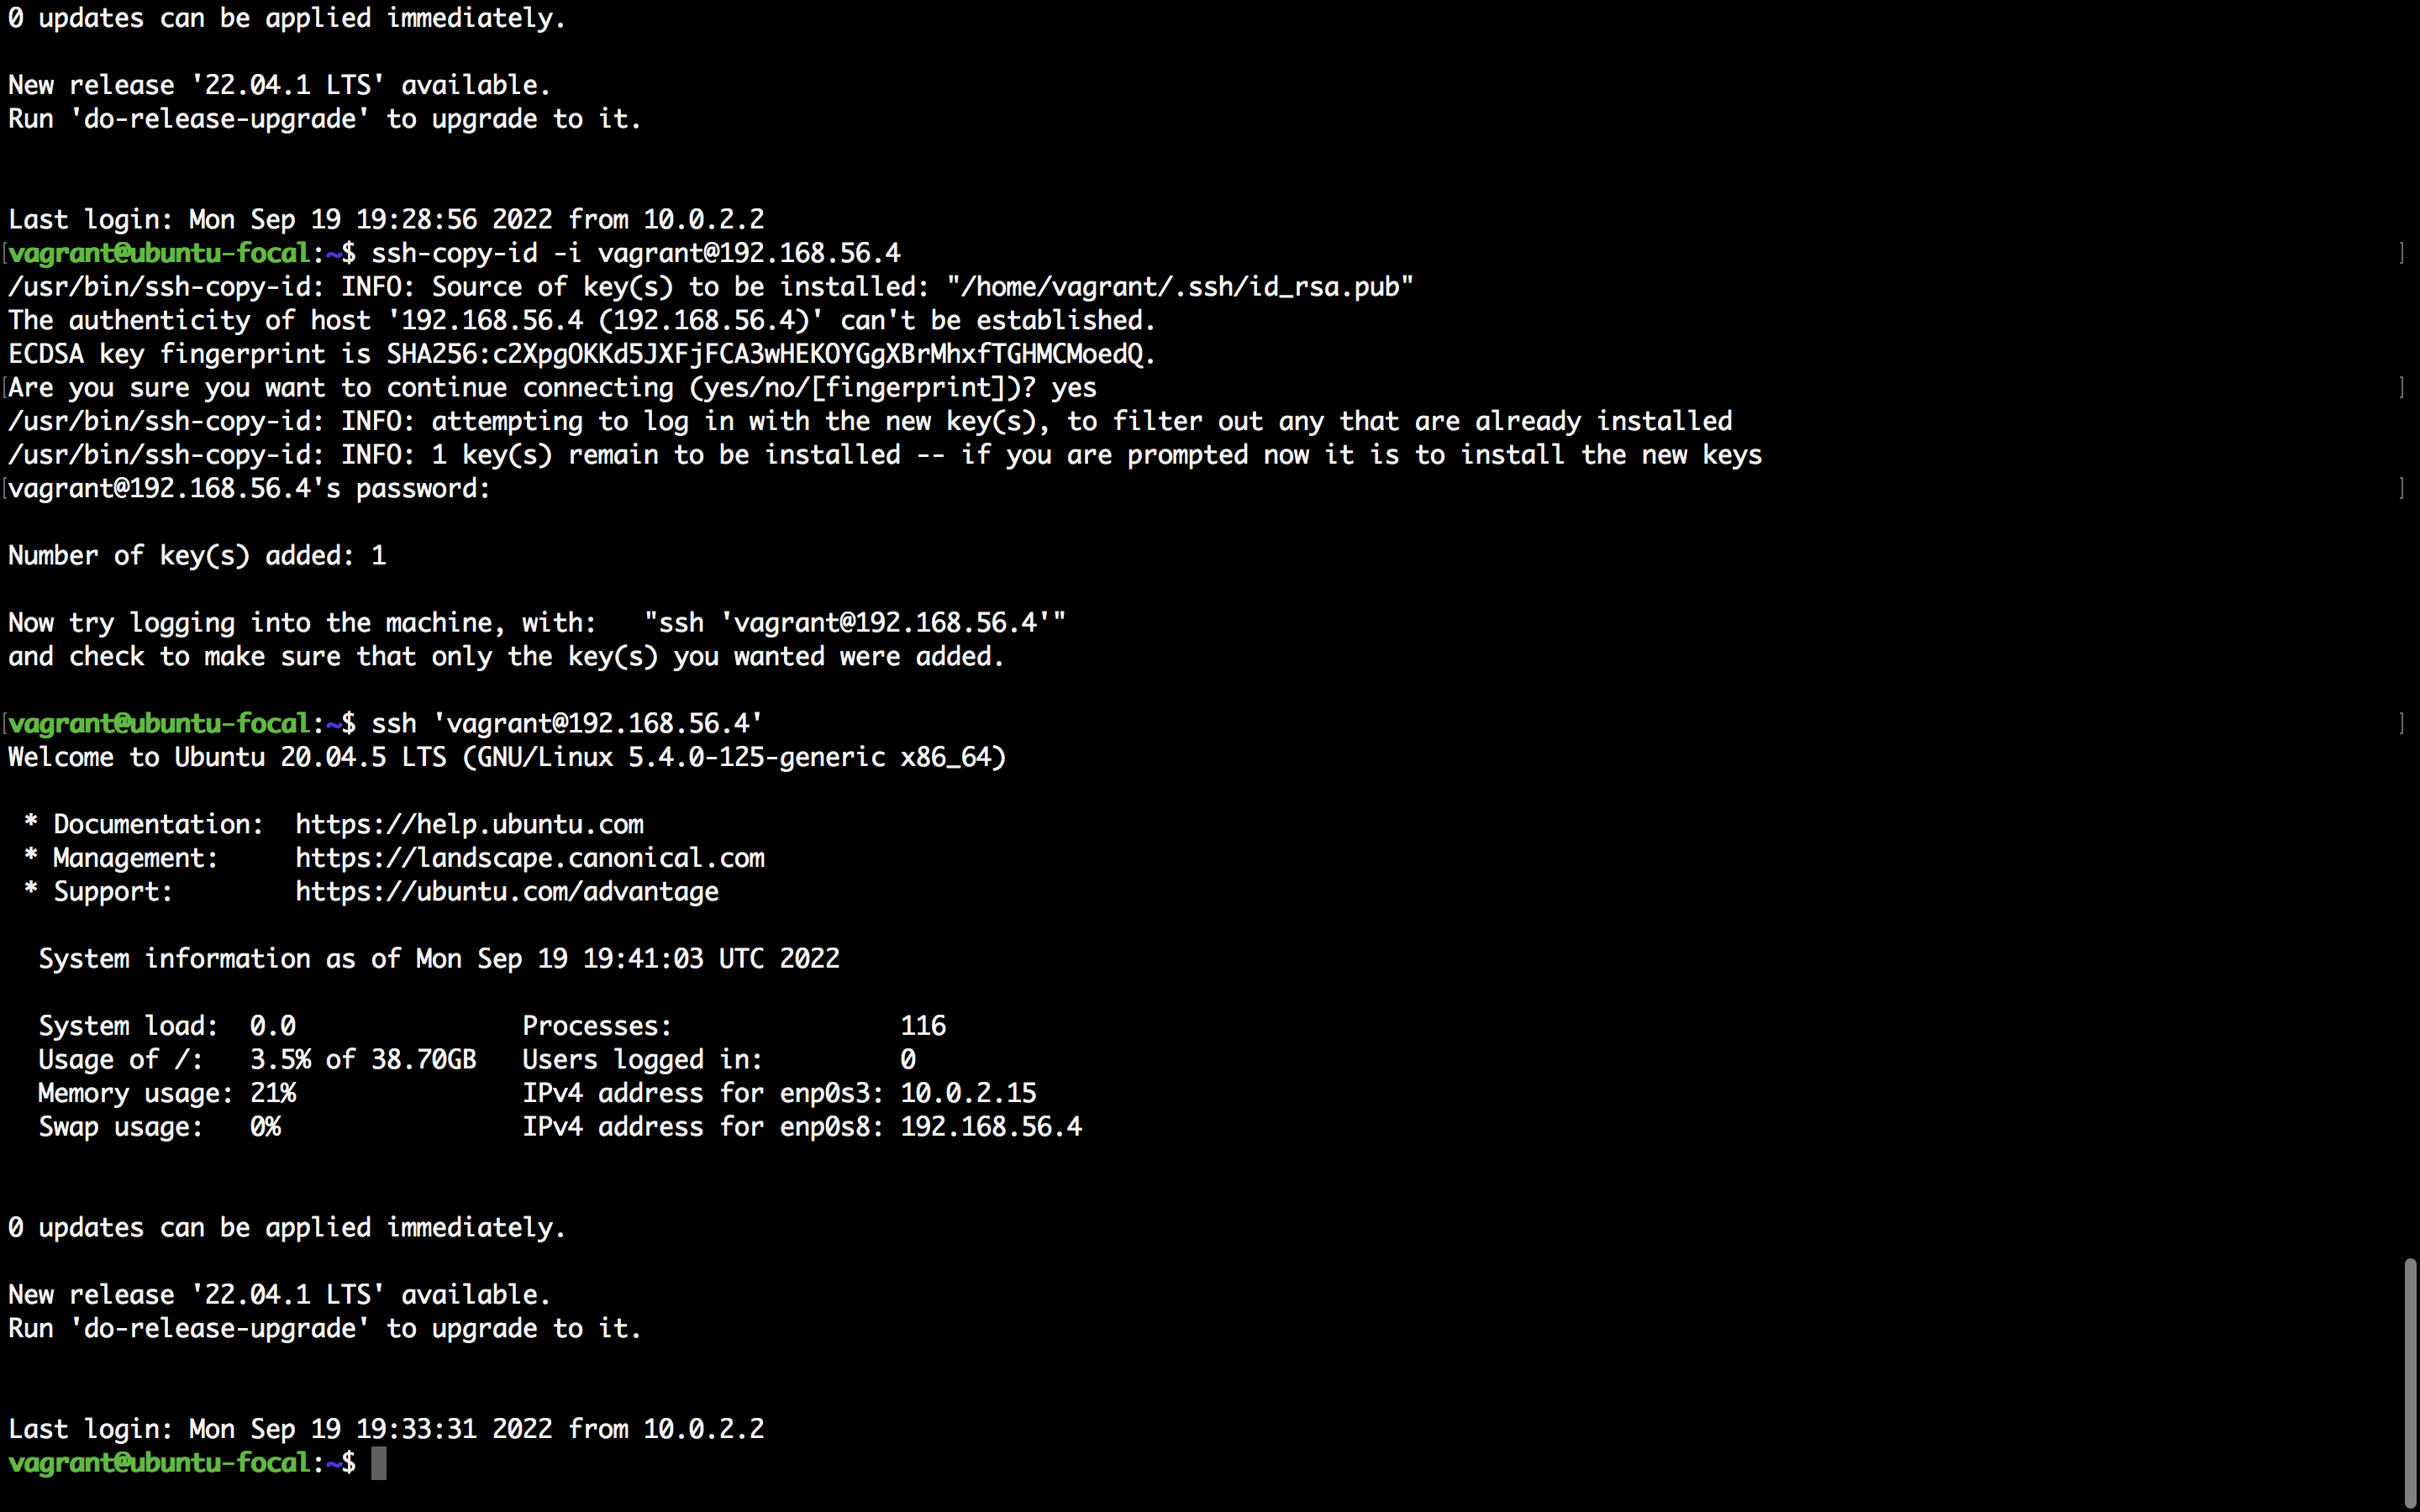 0 updates can be applied immediately.
New release '22.04.1 LTS' available.
Run 'do-release-upgrade' to upgrade to it.
Last login: Mon Sep 19 19:28:56 2022 from 10.0.2.2
[vagrant@ubuntu-focal:~$ ssh-copy-id -i vagrant@192.168.56.4 ]
/usr/bin/ssh-copy-id: INFO: Source of key(s) to be installed: "/home/vagrant/.ssh/id_rsa.pub"
The authenticity of host '192.168.56.4 (192.168.56.4)' can't be established.
ECDSA key fingerprint is SHA256:c2XpgOKKd5JXFjFCA3wHEKOYGgXBrMhxfTGHMCMoedQ.
[Are you sure you want to continue connecting (yes/no/[fingerprint])? yes ]
/usr/bin/ssh-copy-id: INFO: attempting to log in with the new key(s), to filter out any that are already installed
/usr/bin/ssh-copy-id: INFO: 1 key(s) remain to be installed -- if you are prompted now it is to install the new keys
[vagrant@192.168.56.4's password: ]
Number of key(s) added: 1
Now try logging into the machine, with:   "ssh 'vagrant@192.168.56.4'"
and check to make sure that only the key(s) you wanted were added.
[vagrant@ubuntu-focal:~$ ssh 'vagrant@192.168.56.4' ]
Welcome to Ubuntu 20.04.5 LTS (GNU/Linux 5.4.0-125-generic x86_64)
 * Documentation:  https://help.ubuntu.com
 * Management:     https://landscape.canonical.com
 * Support:        https://ubuntu.com/advantage
  System information as of Mon Sep 19 19:41:03 UTC 2022
  System load:  0.0               Processes:               116
  Usage of /:   3.5% of 38.70GB   Users logged in:         0
  Memory usage: 21%               IPv4 address for enp0s3: 10.0.2.15
  Swap usage:   0%                IPv4 address for enp0s8: 192.168.56.4
0 updates can be applied immediately.
New release '22.04.1 LTS' available.
Run 'do-release-upgrade' to upgrade to it.
Last login: Mon Sep 19 19:33:31 2022 from 10.0.2.2
vagrant@ubuntu-focal:~$